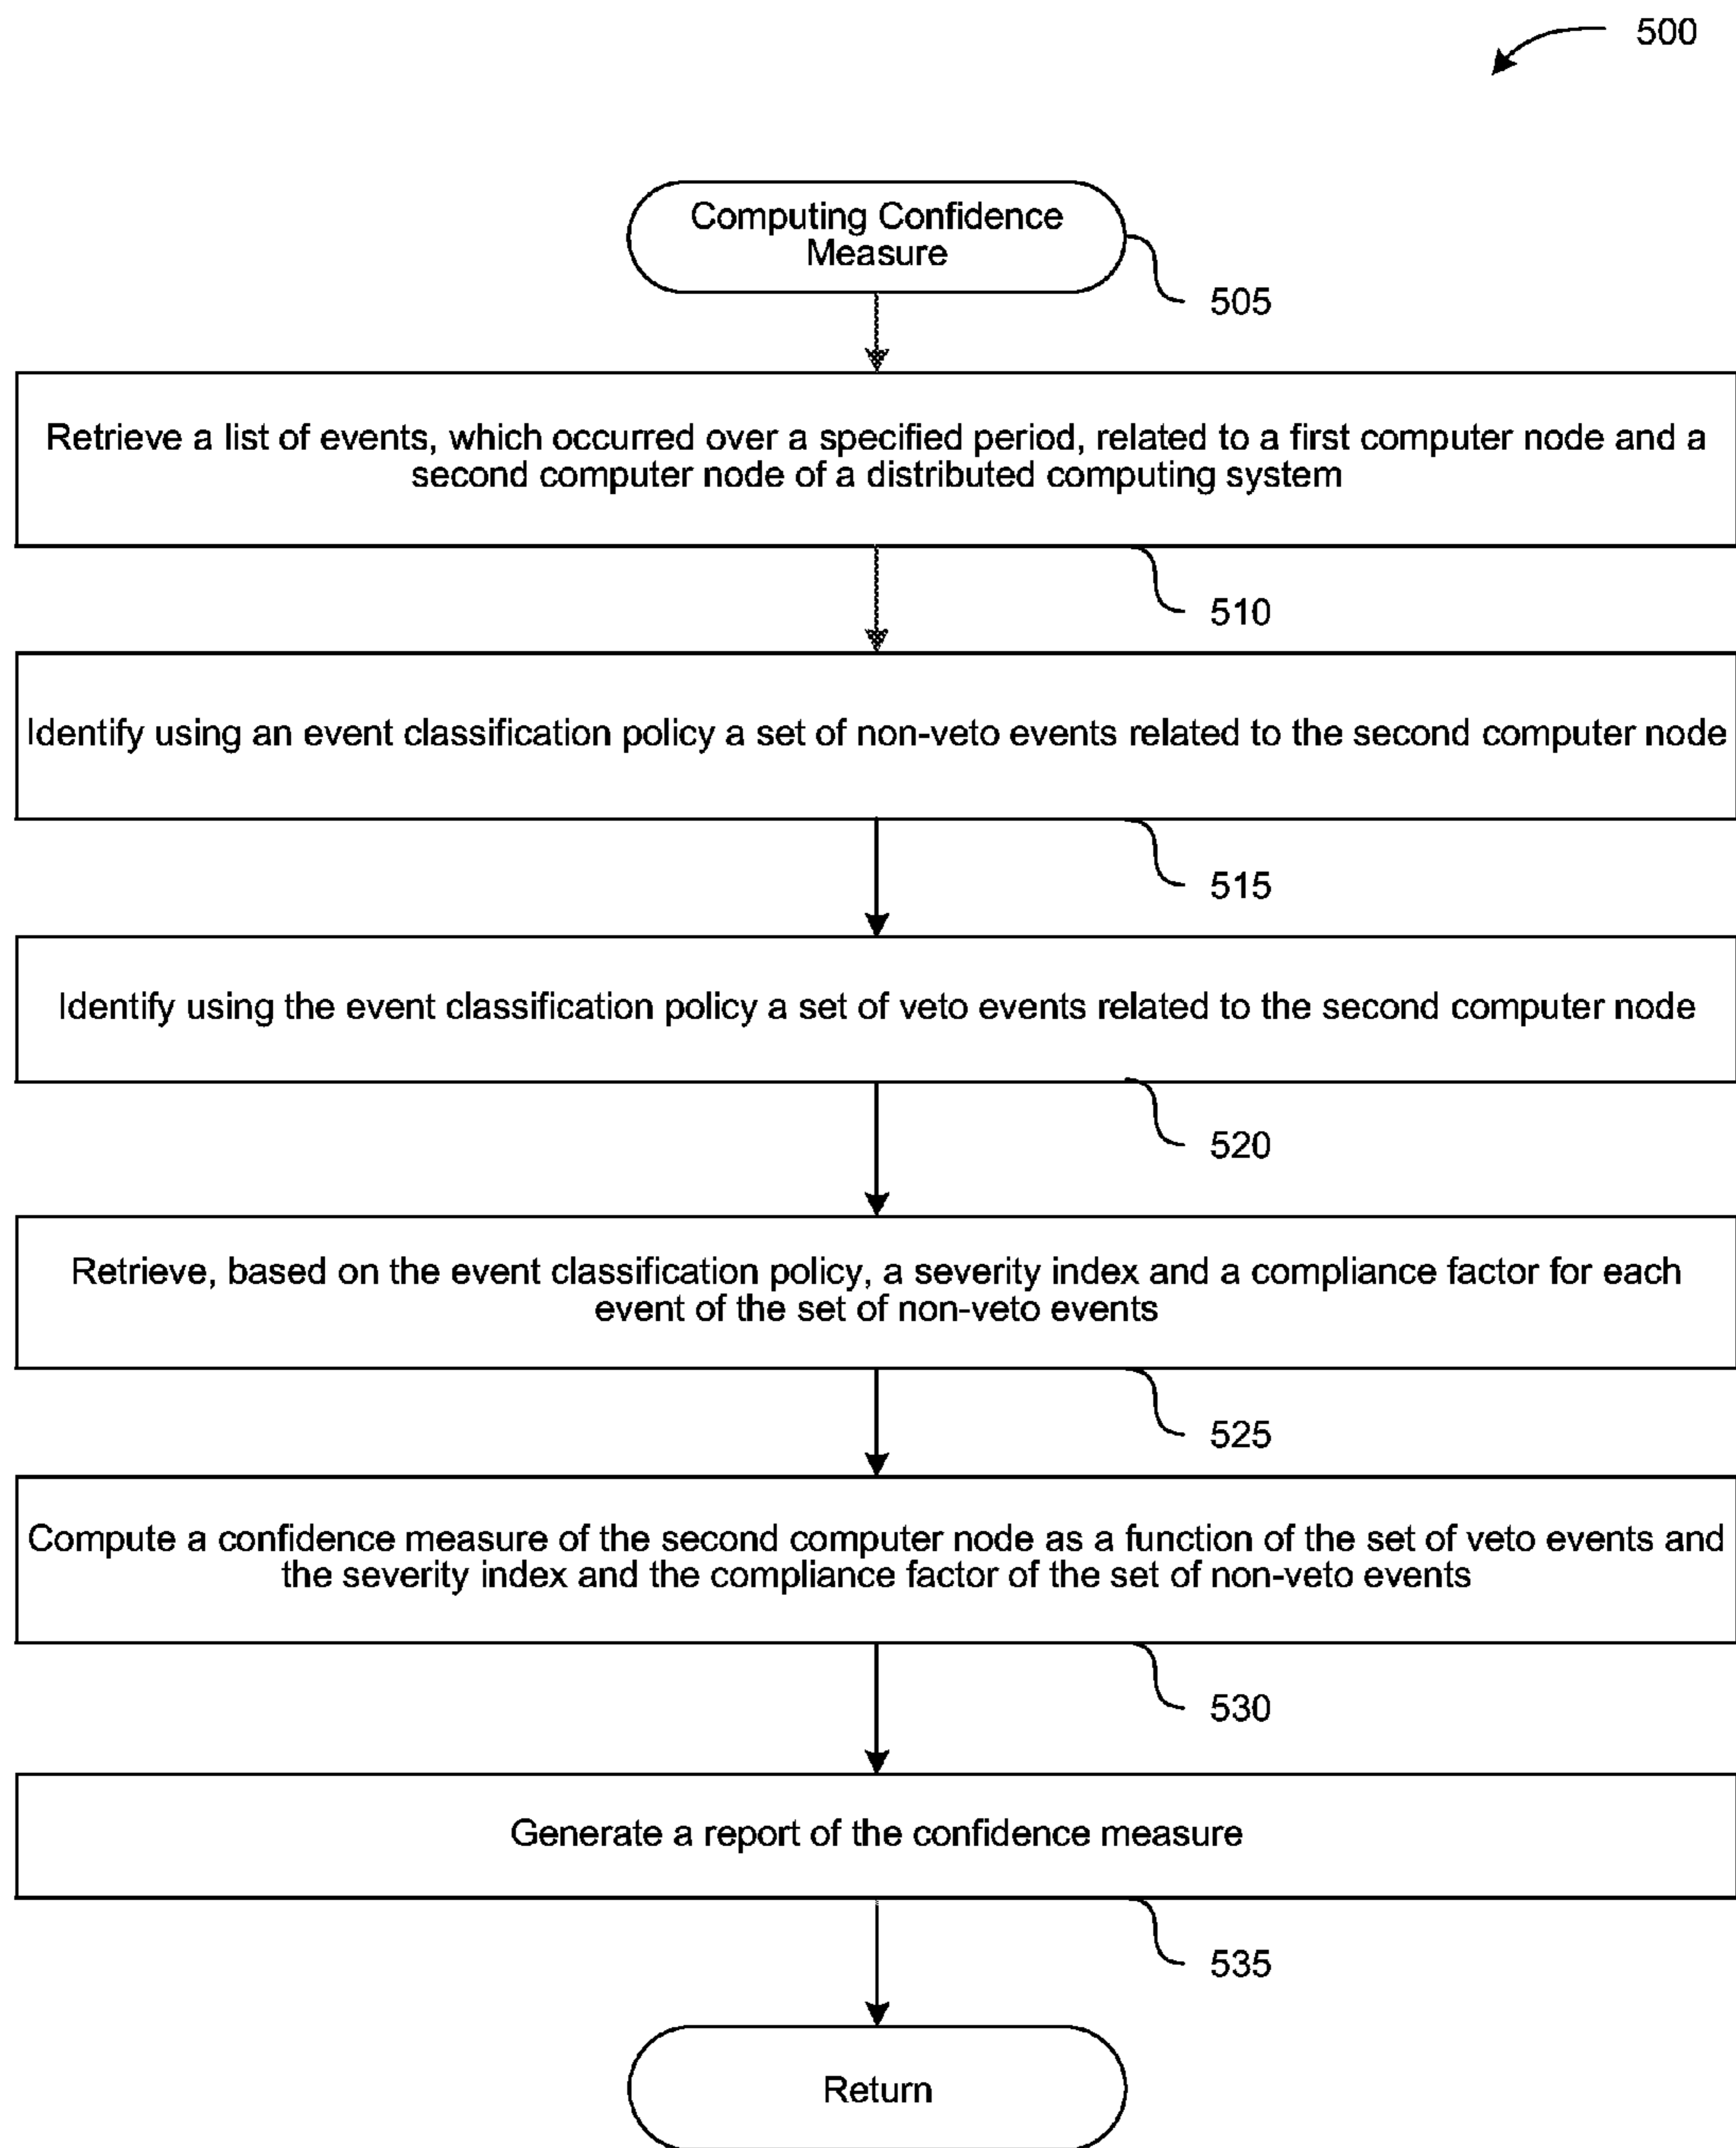 500
Computing Confidence
Measure
505
Retrieve a list of events, which occurred over a specified period, related to a first computer node and a
second computer node of a distributed computing system
510
Identify using an event classification policy a set of non-veto events related to the second computer node
515
Identify using the event classification policy a set of veto events related to the second computer node
520
Retrieve, based on the event classification policy, a severity index and a compliance factor for each
event of the set of non-veto events
525
Compute a confidence measure of the second computer node as a function of the set of veto events and
the severity index and the compliance factor of the set of non-veto events
530
Generate a report of the confidence measure
535
Return